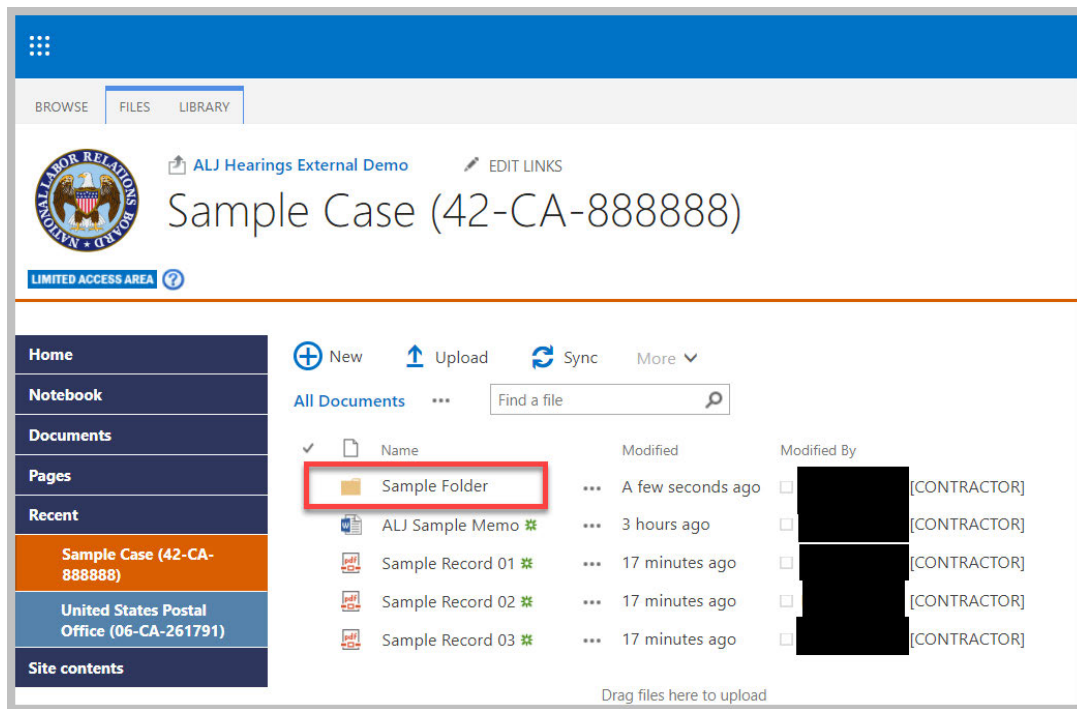 BROWSE FILES LIBRARY
NATIONAL LABOR RELATIONS BOARD
ALJ Hearings External Demo EDIT LINKS
Sample Case (42-CA-888888)
LIMITED ACCESS AREA ?
Home
Notebook
Documents
Pages
Recent
Sample Case (42-CA-
888888)
United States Postal
Office (06-CA-261791)
Site contents
New Upload Sync More
All Documents ... Find a file
Name Modified Modified By
Sample Folder ... A few seconds ago [CONTRACTOR]
ALJ Sample Memo ... 3 hours ago [CONTRACTOR]
Sample Record 01 ... 17 minutes ago [CONTRACTOR]
Sample Record 02 ... 17 minutes ago [CONTRACTOR]
Sample Record 03 ... 17 minutes ago [CONTRACTOR]
Drag files here to upload